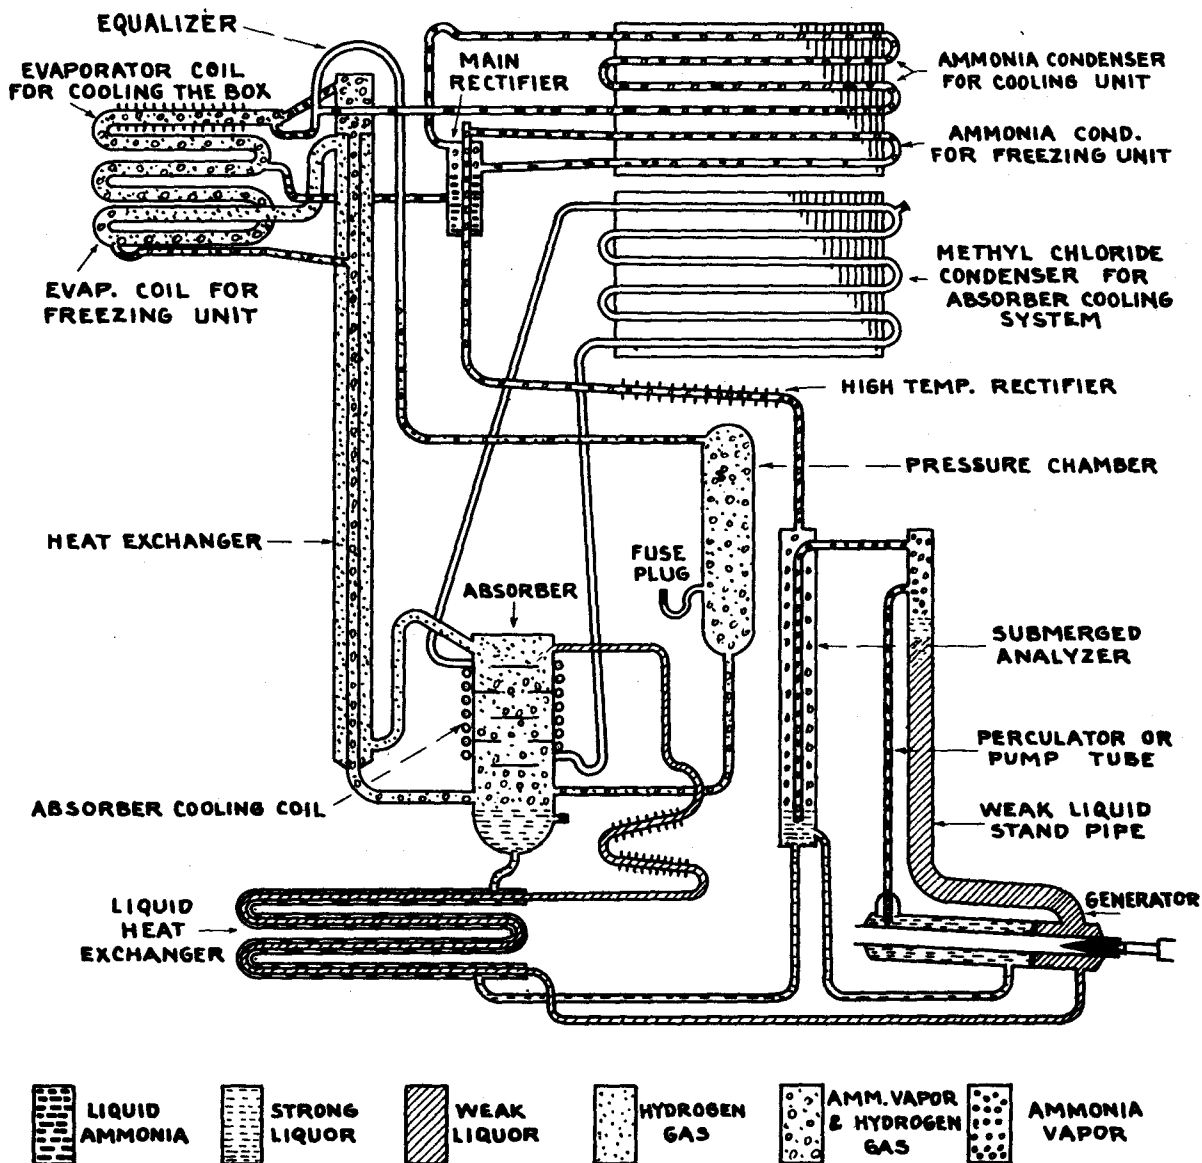 EQUALIZER
EVAPORATOR COIL
FOR COOLING THE BOX
MAIN
RECTIFIER
AMMONIA CONDENSER
FOR COOLING UNIT
AMMONIA COND.
FOR FREEZING UNIT
METHYL CHLORIDE
CONDENSER FOR
ABSORBER COOLING
SYSTEM
EVAP. COIL FOR
FREEZING UNIT
HIGH TEMP. RECTIFIER
PRESSURE CHAMBER
HEAT EXCHANGER
FUSE
PLUG
ABSORBER
SUBMERGED
ANALYZER
PERCULATOR OR
PUMP TUBE
ABSORBER COOLING COIL
WEAK LIQUID
STAND PIPE
GENERATOR
LIQUID
HEAT
EXCHANGER
LIQUID
AMMONIA
STRONG
LIQUOR
WEAK
LIQUOR
HYDROGEN
GAS
AMM. VAPOR
& HYDROGEN
GAS
AMMONIA
VAPOR